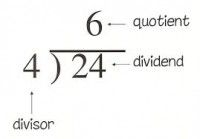 6 quotient
4 ) 24 dividend
divisor